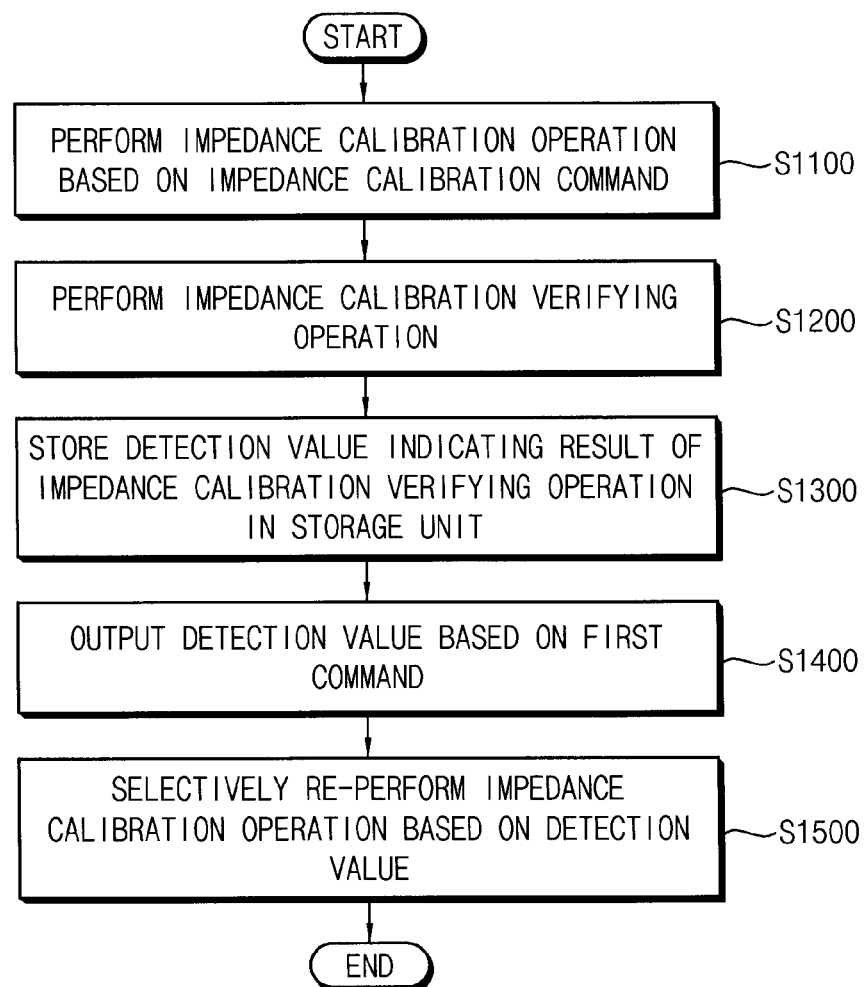 START
PERFORM IMPEDANCE CALIBRATION OPERATION
BASED ON IMPEDANCE CALIBRATION COMMAND
S1100
PERFORM IMPEDANCE CALIBRATION VERIFYING
OPERATION
S1200
STORE DETECTION VALUE INDICATING RESULT OF
IMPEDANCE CALIBRATION VERIFYING OPERATION
IN STORAGE UNIT
S1300
OUTPUT DETECTION VALUE BASED ON FIRST
COMMAND
S1400
SELECTIVELY RE-PERFORM IMPEDANCE
CALIBRATION OPERATION BASED ON DETECTION
VALUE
S1500
END